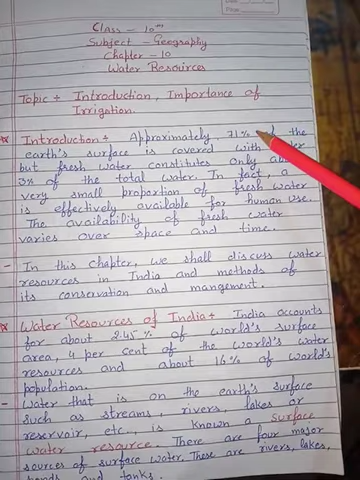 Class - 10th
Subject - Geography
Chapter - 10
Water Resources
Topic ÷ Introduction, Importance of
Irrigation.
Introduction ÷ Approximately 71% of the
earth's surface is covered with water
but fresh water constitutes only
3% of the total water. In fact, a
very small proportion of fresh water
is effectively available for human use.
The availability of fresh water
varies over space and time.
- In this chapter, we shall discuss water
resources in India and methods of
its conservation and mangement.
Water Resources of India ÷ India accounts
for about 2.45% of world's surface
area, 4 per cent of the world's water
resources and about 16% of world's
population.
- Water that is on the earth's surface
such as streams, rivers, lakes or
reservoir, etc., is known a surface
water resource. There are four major
sources of surface water. These are rivers, lakes,
ponds and tanks.